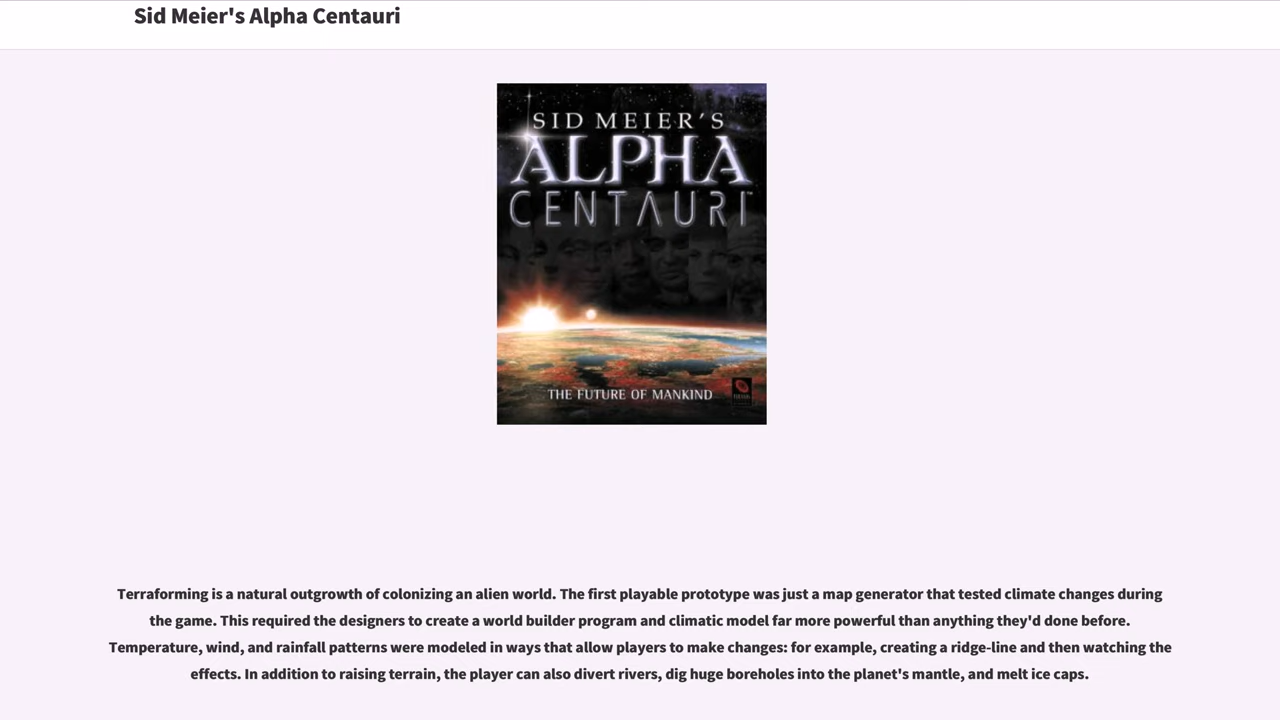 Sid Meier's Alpha Centauri
SID MEIER'S
ALPHA
CENTAURI™
THE FUTURE OF MANKIND
Terraforming is a natural outgrowth of colonizing an alien world. The first playable prototype was just a map generator that tested climate changes during
the game. This required the designers to create a world builder program and climatic model far more powerful than anything they'd done before.
Temperature, wind, and rainfall patterns were modeled in ways that allow players to make changes: for example, creating a ridge-line and then watching the
effects. In addition to raising terrain, the player can also divert rivers, dig huge boreholes into the planet's mantle, and melt ice caps.